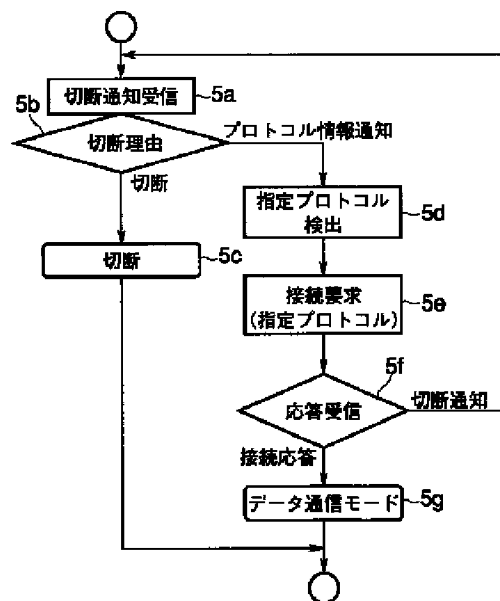 切断通知受信
5a
5b
切断理由
プロトコル情報通知
切断
指定プロトコル
検出
5d
切断
5c
接続要求
(指定プロトコル)
5e
5f
応答受信
切断通知
接続応答
データ通信モード
5g